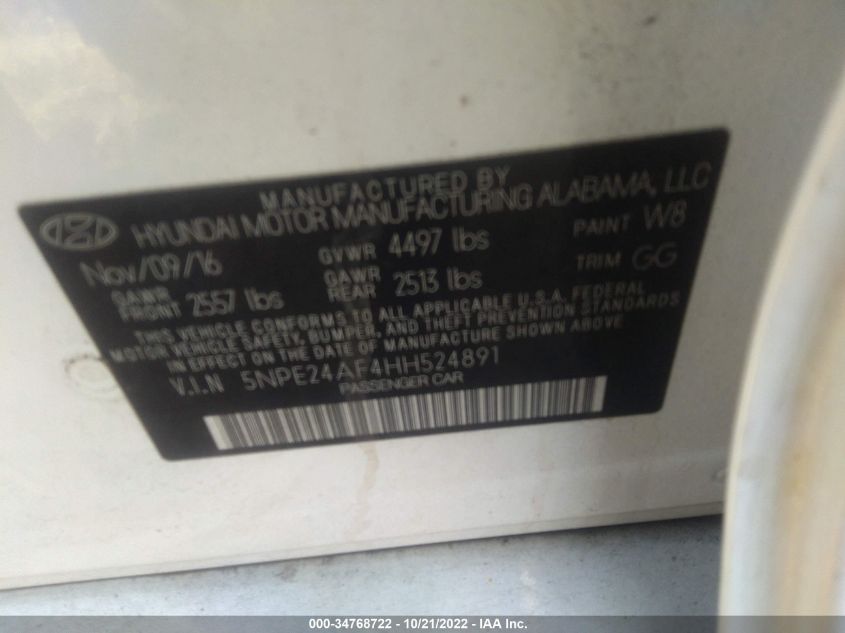 MANUFACTURED BY
HYUNDAI MOTOR MANUFACTURING ALABAMA, LLC
Nov/09/16 GVWR 4497 lbs PAINT W8
GAWR FRONT 2557 lbs GAWR REAR 2513 lbs TRIM GG
THIS VEHICLE CONFORMS TO ALL APPLICABLE U.S.A. FEDERAL
MOTOR VEHICLE SAFETY, BUMPER, AND THEFT PREVENTION STANDARDS
IN EFFECT ON THE DATE OF MANUFACTURE SHOWN ABOVE
V.I.N 5NPE24AF4HH524891
PASSENGER CAR
000-34768722 - 10/21/2022 - IAA Inc.